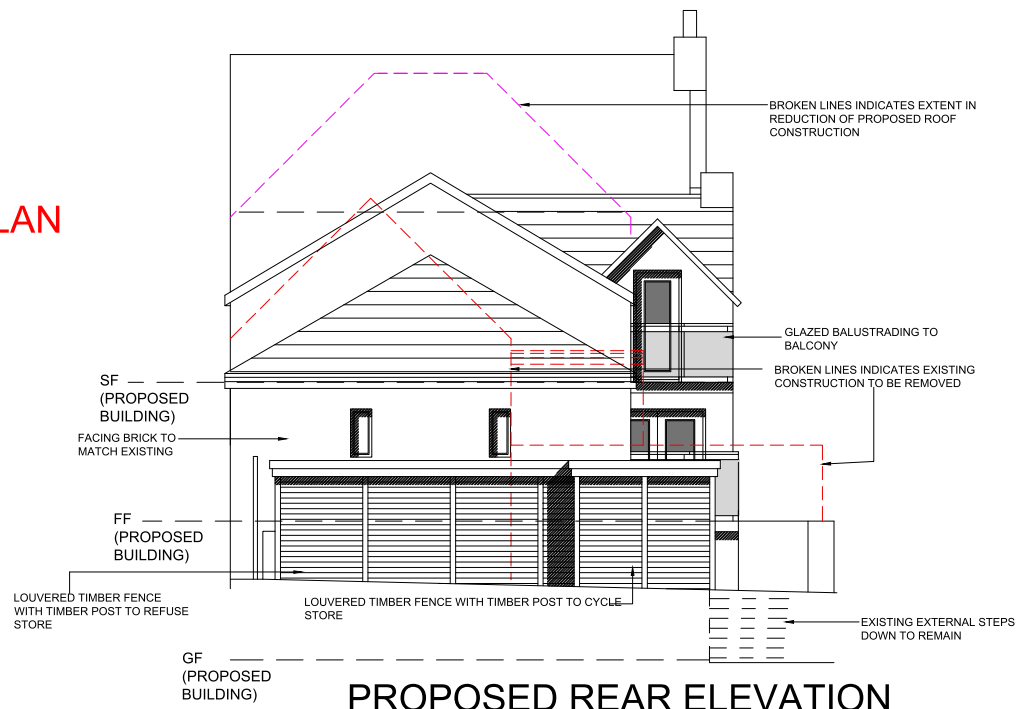 BROKEN LINES INDICATES EXTENT IN
REDUCTION OF PROPOSED ROOF
CONSTRUCTION
LAN
GLAZED BALUSTRADING TO
BALCONY
BROKEN LINES INDICATES EXISTING
CONSTRUCTION TO BE REMOVED
SF
(PROPOSED
BUILDING)
FACING BRICK TO
MATCH EXISTING
FF
(PROPOSED
BUILDING)
LOUVERED TIMBER FENCE
WITH TIMBER POST TO REFUSE
STORE
LOUVERED TIMBER FENCE WITH TIMBER POST TO CYCLE
STORE
EXISTING EXTERNAL STEPS
DOWN TO REMAIN
GF
(PROPOSED
BUILDING)
PROPOSED REAR ELEVATION